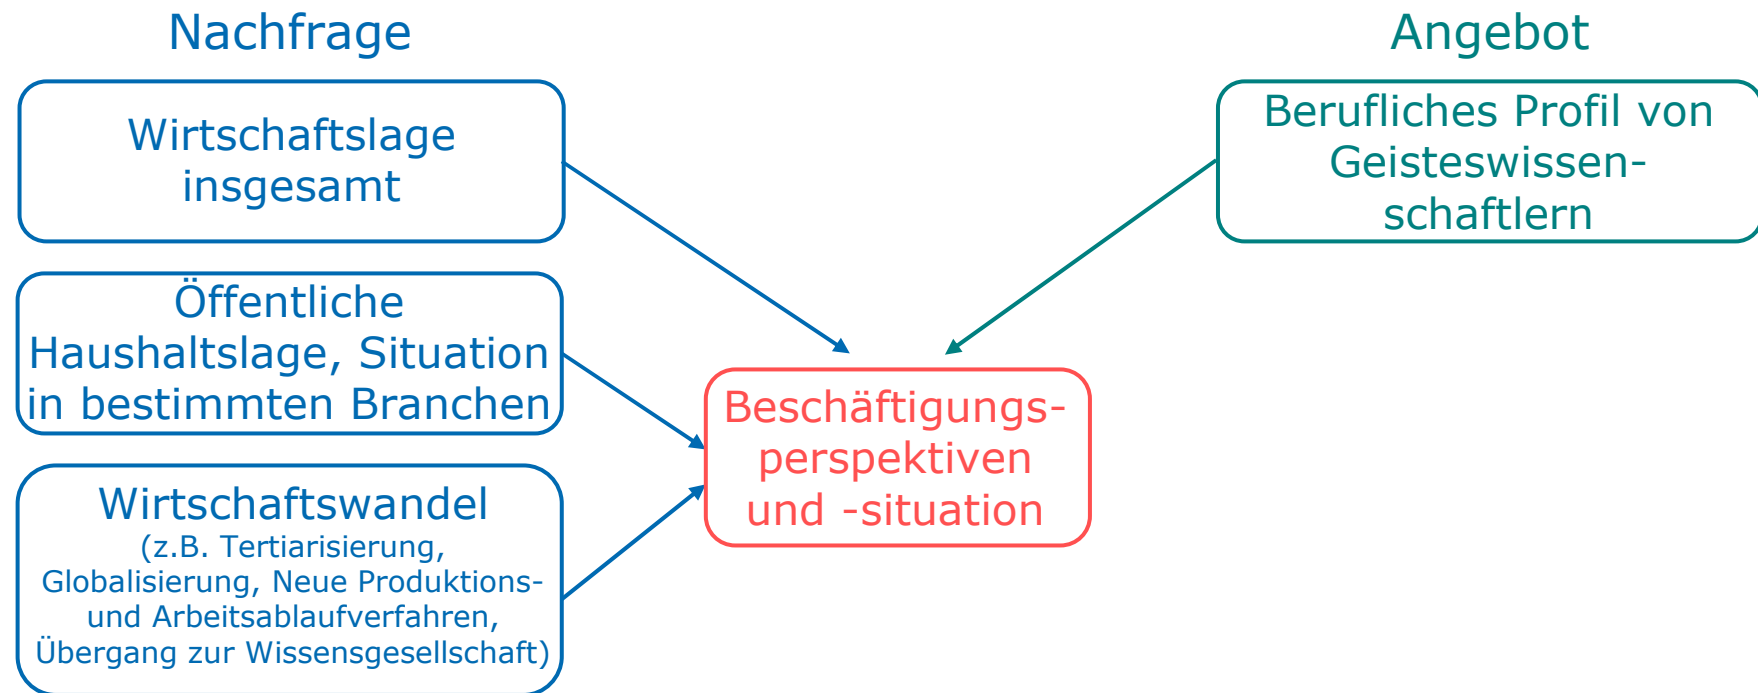 Nachfrage
Wirtschaftslage
insgesamt
Öffentliche
Haushaltslage, Situation
in bestimmten Branchen
Wirtschaftswandel
(z.B. Tertiarisierung,
Globalisierung, Neue Produktions-
und Arbeitsablaufverfahren,
Übergang zur Wissensgesellschaft)
Beschäftigungs-
perspektiven
und -situation
Angebot
Berufliches Profil von
Geisteswissen-
schaftlern